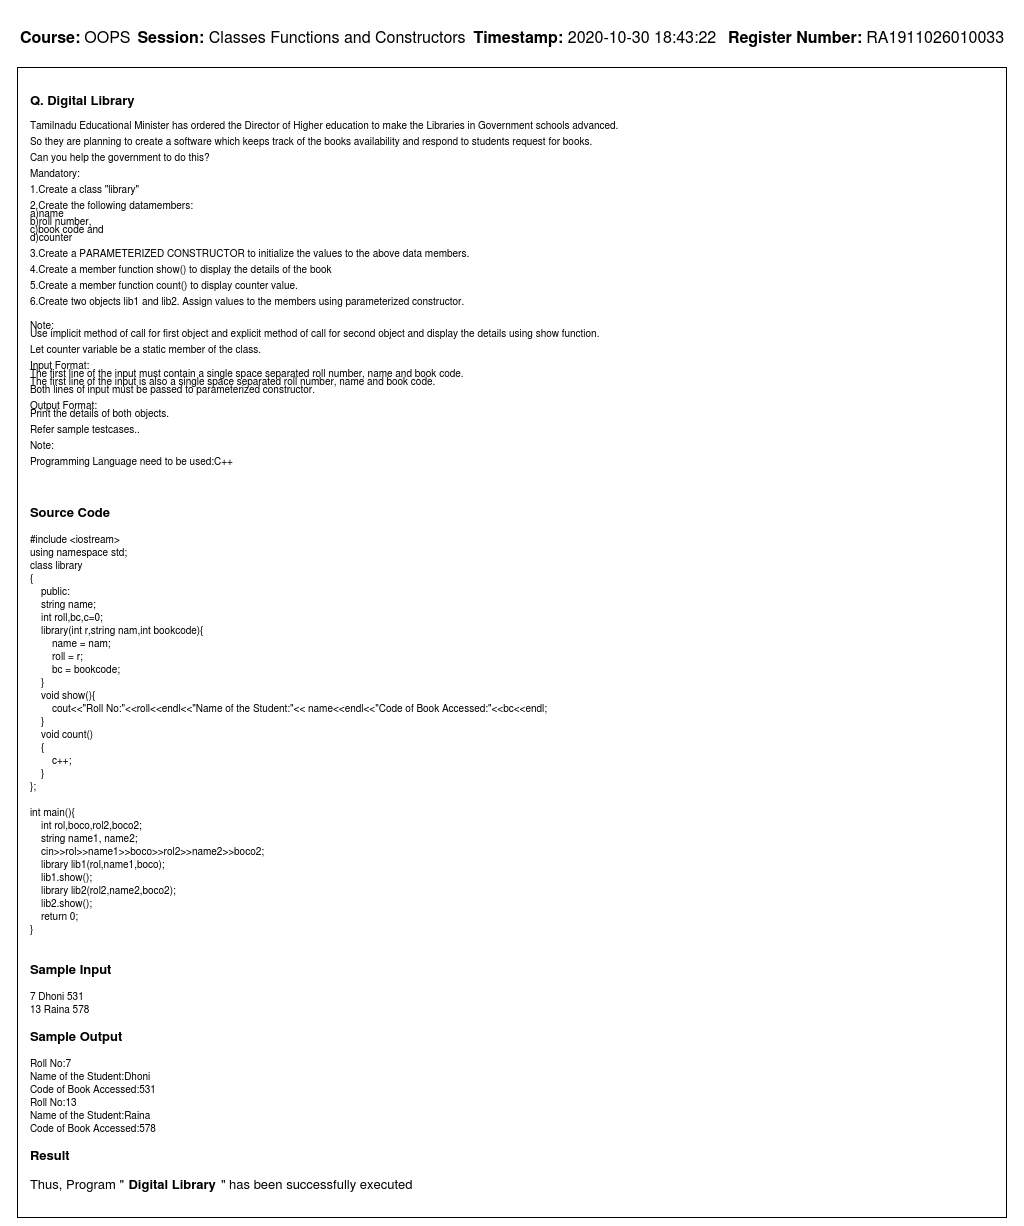 Course: OOPS Session: Classes Functions and Constructors Timestamp: 2020-10-30 18:43:22 Register Number: RA1911026010033
Q. Digital Library
Tamilnadu Educational Minister has ordered the Director of Higher education to make the Libraries in Government schools advanced.
So they are planning to create a software which keeps track of the books availability and respond to students request for books.
Can you help the government to do this?
Mandatory:
1.Create a class "library"
2.Create the following datamembers:
a)name
b)roll number,
c)book code and
d)counter
3.Create a PARAMETERIZED CONSTRUCTOR to initialize the values to the above data members.
4.Create a member function show() to display the details of the book
5.Create a member function count() to display counter value.
6.Create two objects lib1 and lib2. Assign values to the members using parameterized constructor.
Note:
Use implicit method of call for first object and explicit method of call for second object and display the details using show function.
Let counter variable be a static member of the class.
Input Format:
The first line of the input must contain a single space separated roll number, name and book code.
The first line of the input is also a single space separated roll number, name and book code.
Both lines of input must be passed to parameterized constructor.
Output Format:
Print the details of both objects.
Refer sample testcases..
Note:
Programming Language need to be used:C++
Source Code
#include <iostream>
using namespace std;
class library
{
public:
string name;
int roll,bc,c=0;
library(int r,string nam,int bookcode){
name = nam;
roll = r;
bc = bookcode;
}
void show(){
cout<<"Roll No:"<<roll<<endl<<"Name of the Student:"<< name<<endl<<"Code of Book Accessed:"<<bc<<endl;
}
void count()
{
c++;
}
};
int main(){
int rol,boco,rol2,boco2;
string name1, name2;
cin>>rol>>name1>>boco>>rol2>>name2>>boco2;
library lib1(rol,name1,boco);
lib1.show();
library lib2(rol2,name2,boco2);
lib2.show();
return 0;
}
Sample Input
7 Dhoni 531
13 Raina 578
Sample Output
Roll No:7
Name of the Student:Dhoni
Code of Book Accessed:531
Roll No:13
Name of the Student:Raina
Code of Book Accessed:578
Result
Thus, Program " Digital Library " has been successfully executed